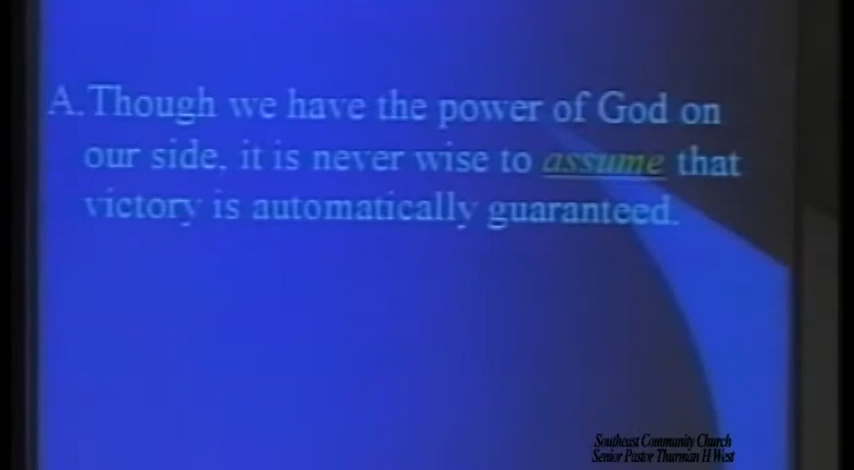 A. Though we have the power of God on
our side, it is never wise to assume that
victory is automatically guaranteed.
Southeast Community Church
Senior Pastor Thurman H West